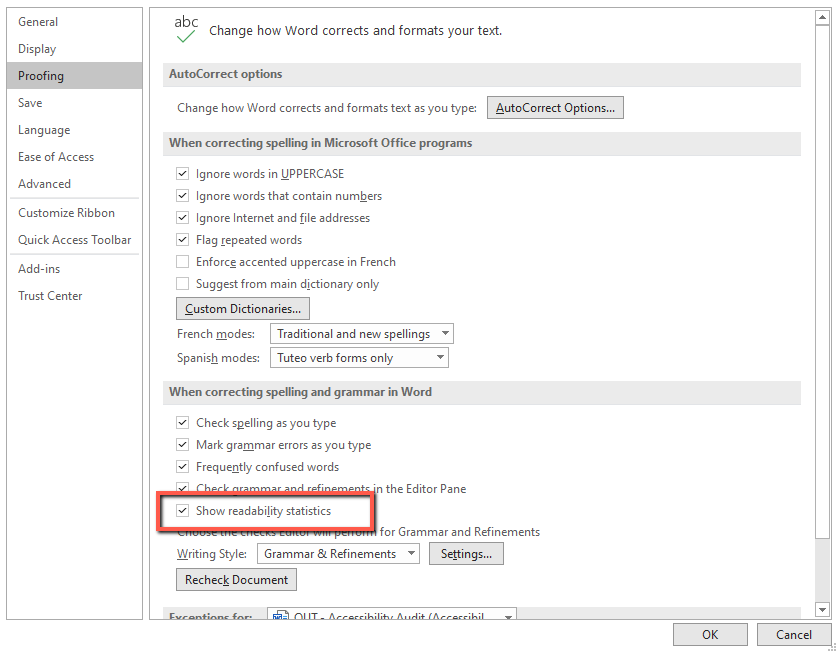 General
Display
Proofing
Save
Language
Ease of Access
Advanced
Customize Ribbon
Quick Access Toolbar
Add-ins
Trust Center
abc
Change how Word corrects and formats your text.
AutoCorrect options
Change how Word corrects and formats text as you type: AutoCorrect Options...
When correcting spelling in Microsoft Office programs
Ignore words in UPPERCASE
Ignore words that contain numbers
Ignore Internet and file addresses
Flag repeated words
Enforce accented uppercase in French
Suggest from main dictionary only
Custom Dictionaries...
French modes: Traditional and new spellings
Spanish modes: Tuteo verb forms only
When correcting spelling and grammar in Word
Check spelling as you type
Mark grammar errors as you type
Frequently confused words
Check grammar and refinements in the Editor Pane
Show readability statistics
Choose the checks Editor will perform for Grammar and Refinements
Writing Style: Grammar & Refinements Settings...
Recheck Document
Exceptions for: OUT - Accessibility Audit (Accessibil...
OK Cancel